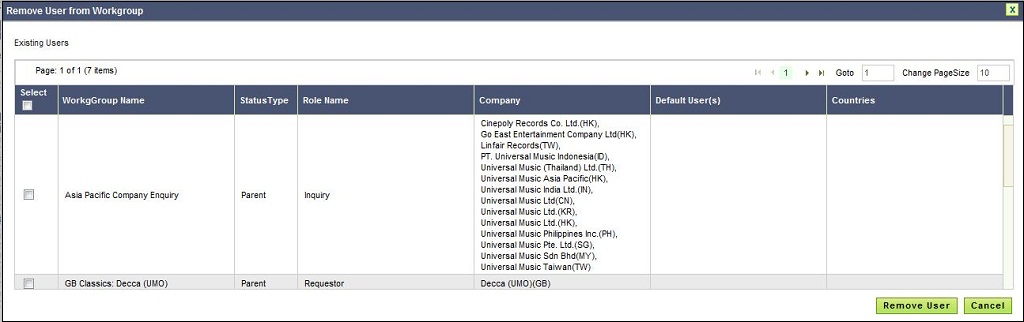 Remove User from Workgroup X
Existing Users
Page: 1 of 1 (7 items) 1 Goto 1 Change PageSize 10
Select WorkgGroup Name StatusType Role Name Company Default User(s) Countries
Asia Pacific Company Enquiry Parent Inquiry
Cinepoly Records Co. Ltd.(HK),
Go East Entertainment Company Ltd(HK),
Linfair Records(TW),
PT. Universal Music Indonesia(ID),
Universal Music (Thailand) Ltd.(TH),
Universal Music Asia Pacific(HK),
Universal Music India Ltd.(IN),
Universal Music Ltd(CN),
Universal Music Ltd.(KR),
Universal Music Ltd.(HK),
Universal Music Philippines Inc.(PH),
Universal Music Pte. Ltd.(SG),
Universal Music Sdn Bhd(MY),
Universal Music Taiwan(TW)
GB Classics: Decca (UMO) Parent Requestor Decca (UMO)(GB)
Remove User Cancel